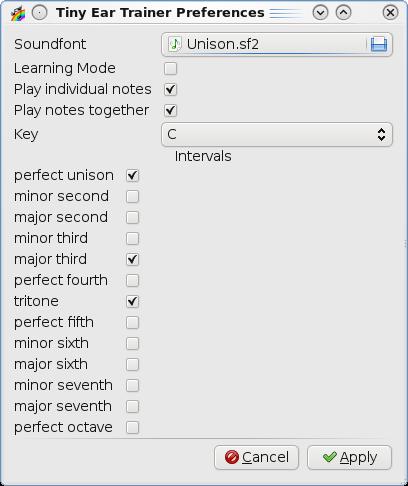 Tiny Ear Trainer Preferences
Soundfont Unison.sf2
Learning Mode
Play individual notes
Play notes together
Key C
Intervals
perfect unison
minor second
major second
minor third
major third
perfect fourth
tritone
perfect fifth
minor sixth
major sixth
minor seventh
major seventh
perfect octave
Cancel Apply